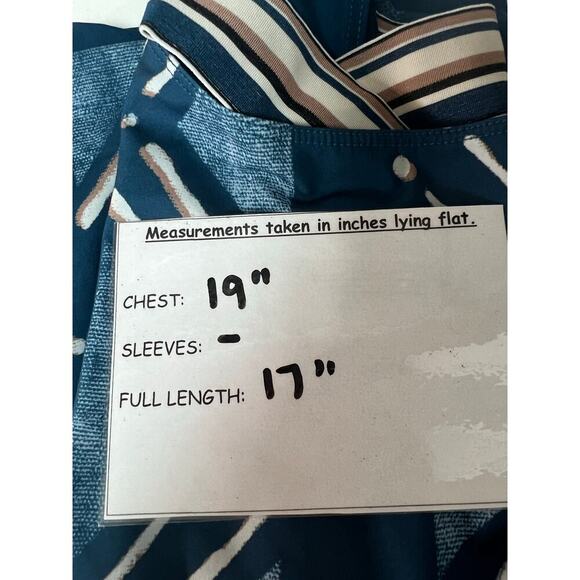 Measurements taken in inches lying flat.
CHEST: 19"
SLEEVES: -
FULL LENGTH: 17"